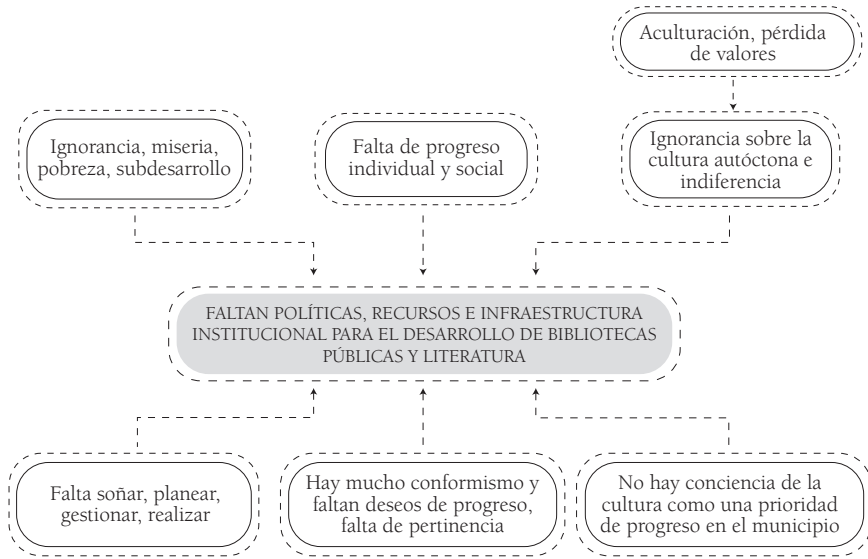 Aculturación, pérdida
de valores
Ignorancia, miseria,
pobreza, subdesarrollo
Falta de progreso
individual y social
Ignorancia sobre la
cultura autóctona e
indiferencia
FALTAN POLÍTICAS, RECURSOS E INFRAESTRUCTURA
INSTITUCIONAL PARA EL DESARROLLO DE BIBLIOTECAS
PÚBLICAS Y LITERATURA
Falta soñar, planear,
gestionar, realizar
Hay mucho conformismo y
faltan deseos de progreso,
falta de pertinencia
No hay conciencia de la
cultura como una prioridad
de progreso en el municipio